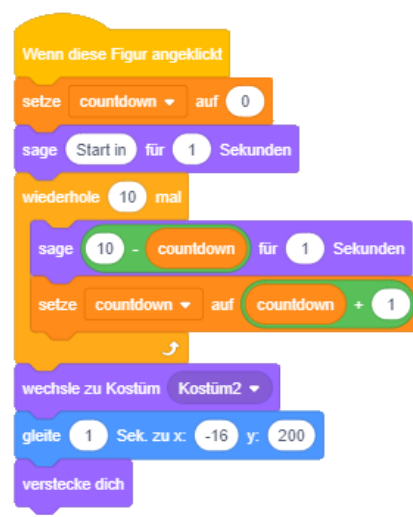 Wenn diese Figur angeklickt
setze countdown auf 0
sage Start in für 1 Sekunden
wiederhole 10 mal
sage 10 - countdown für 1 Sekunden
setze countdown auf countdown + 1
wechsle zu Kostüm Kostüm2
gleite 1 Sek. zu x: -16 y: 200
verstecke dich